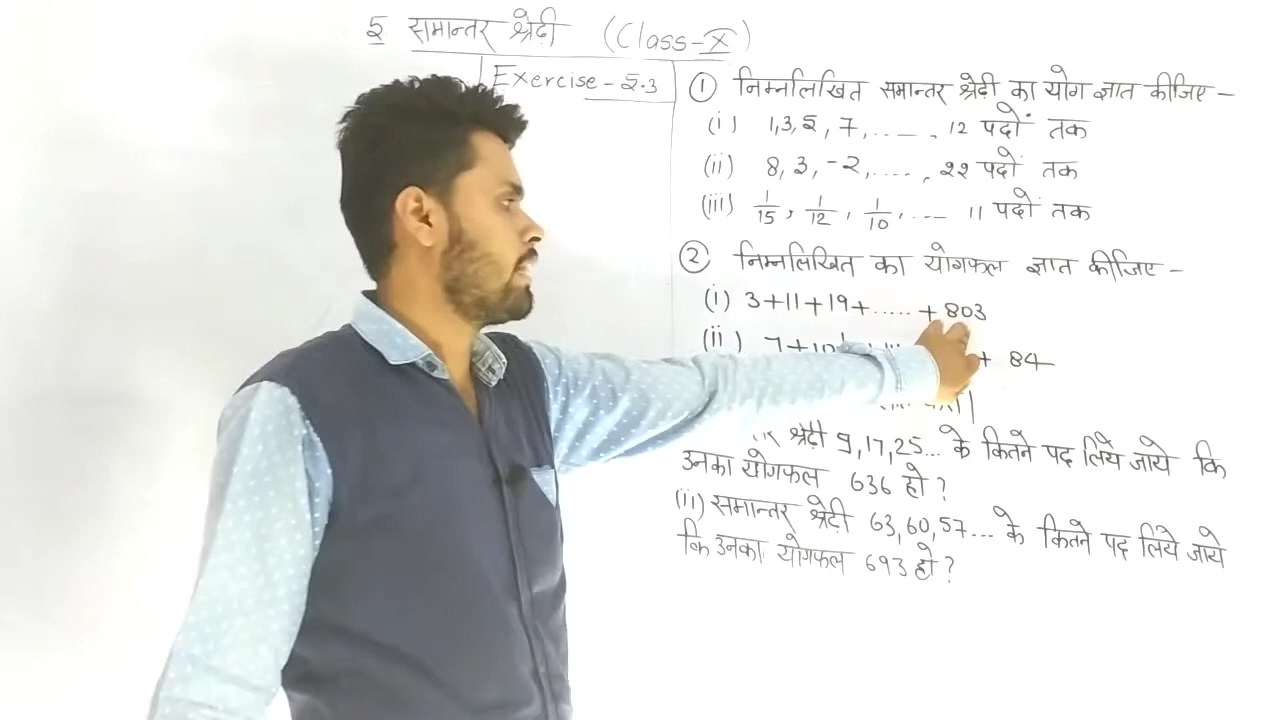 5 समान्तर श्रेढ़ी (Class-X)
Exercise-5.3
① निम्नलिखित समान्तर श्रेढ़ी का योग ज्ञात कीजिए-
(i) 1,3,5,7,......, 12 पदों तक
(ii) 8, 3, -2, ....., 22 पदों तक
(iii) 1/15, 1/12, 1/10, .... 11 पदों तक
② निम्नलिखित का योगफल ज्ञात कीजिए-
(i) 3+11+19+.....+803
(ii) 7+10 + 84
श्रेढ़ी 9,17,25... के कितने पद लिये जाये कि
उनका योगफल 636 हो?
(ii) समान्तर श्रेढ़ी 63,60,57... के कितने पद लिये जाये
कि उनका योगफल 693 हो?